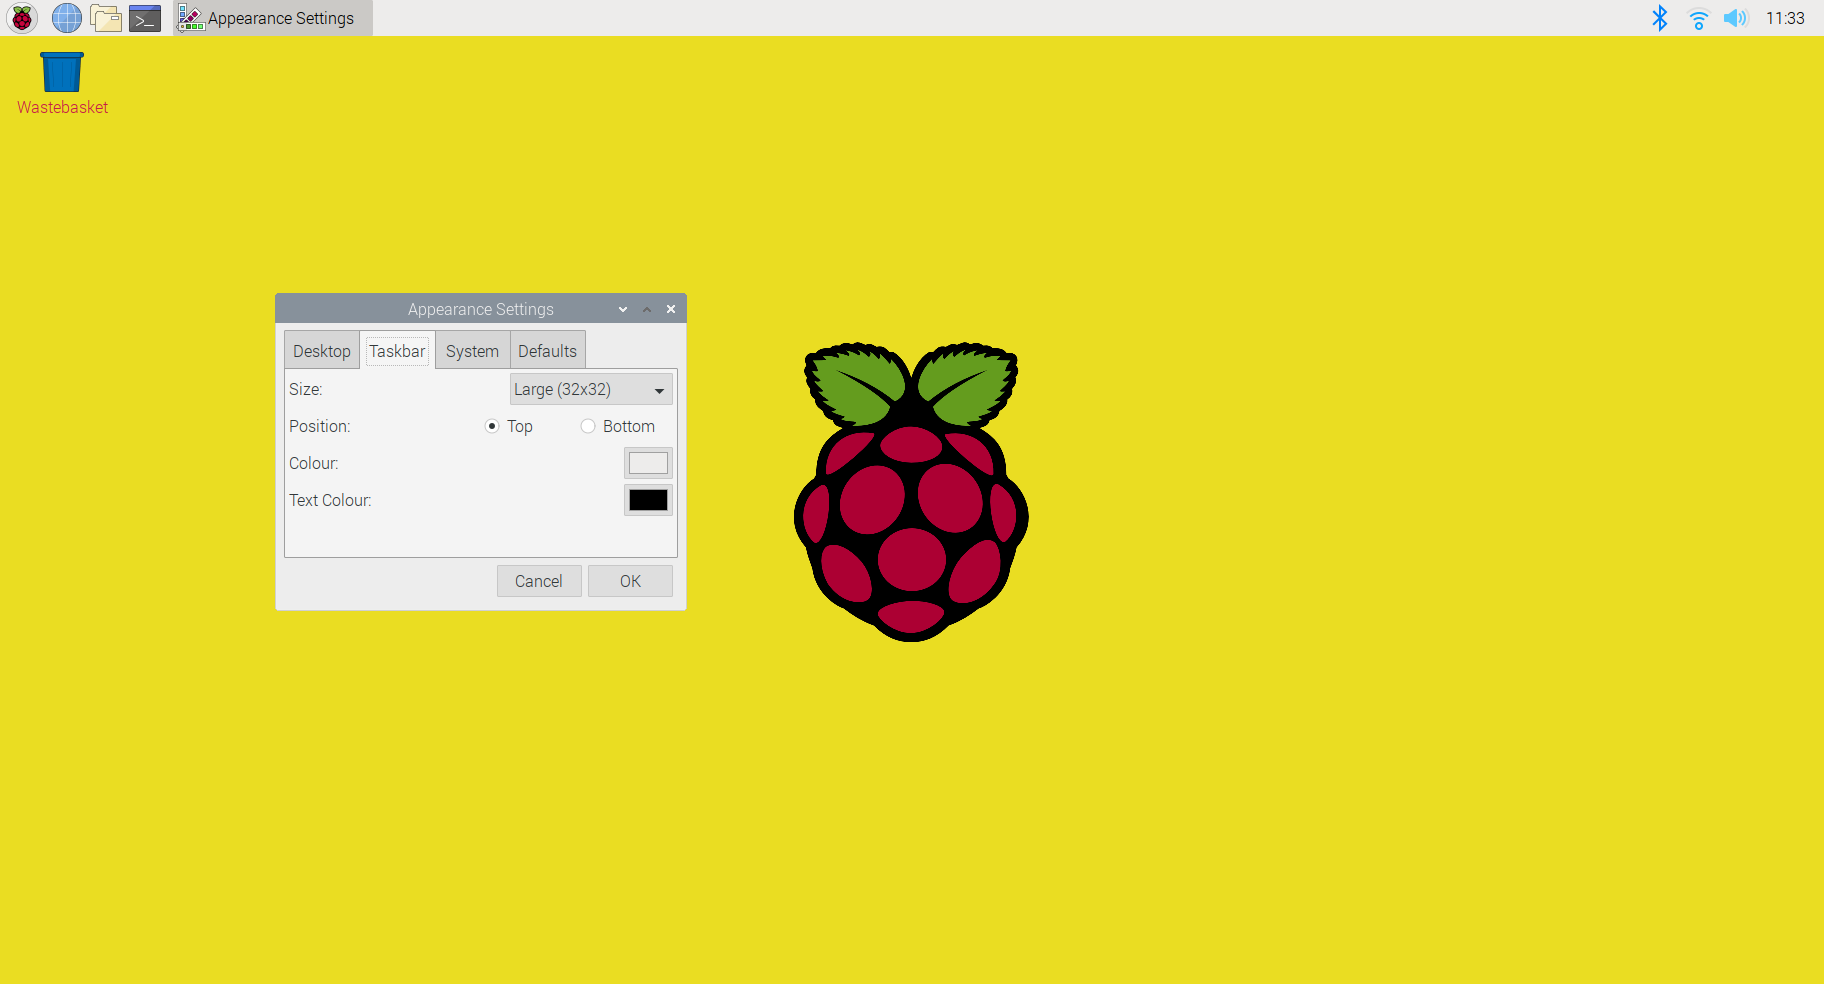 Appearance Settings
11:33
Wastebasket
Appearance Settings
Desktop Taskbar System Defaults
Size: Large (32x32)
Position: Top Bottom
Colour:
Text Colour:
Cancel OK